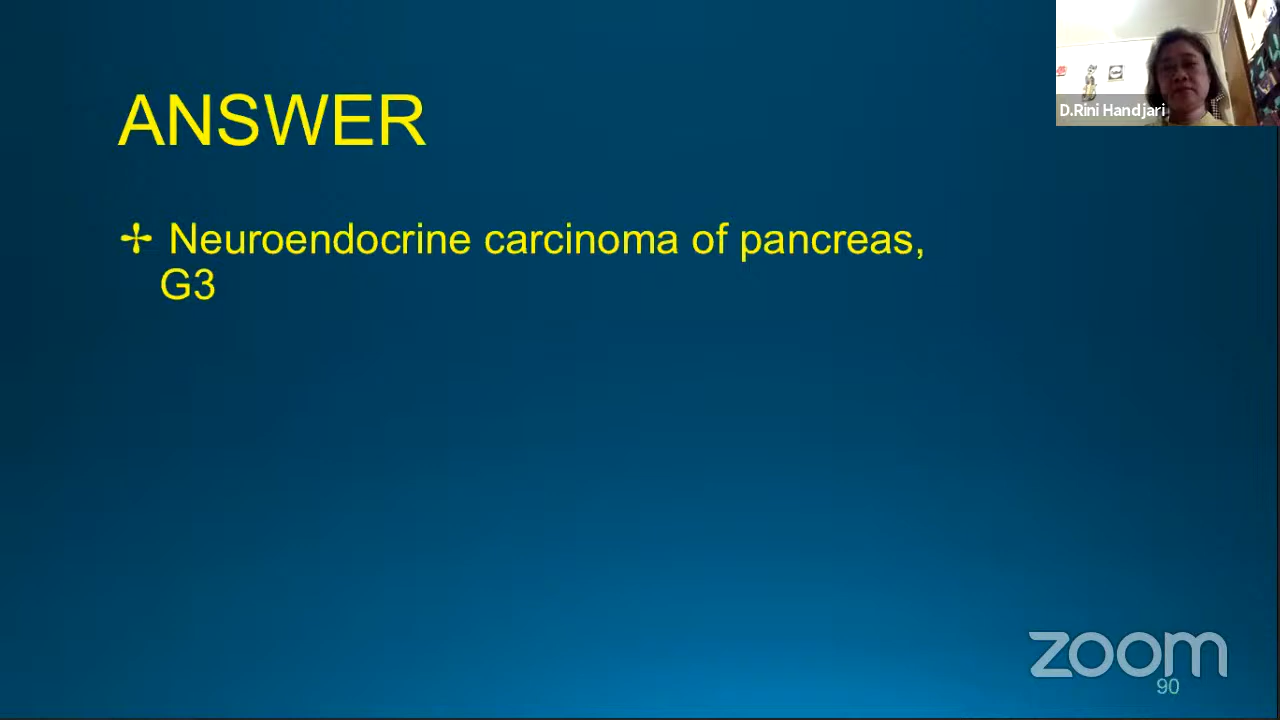 D.Rini Handjari
ANSWER
✢ Neuroendocrine carcinoma of pancreas,
G3
zoom
90